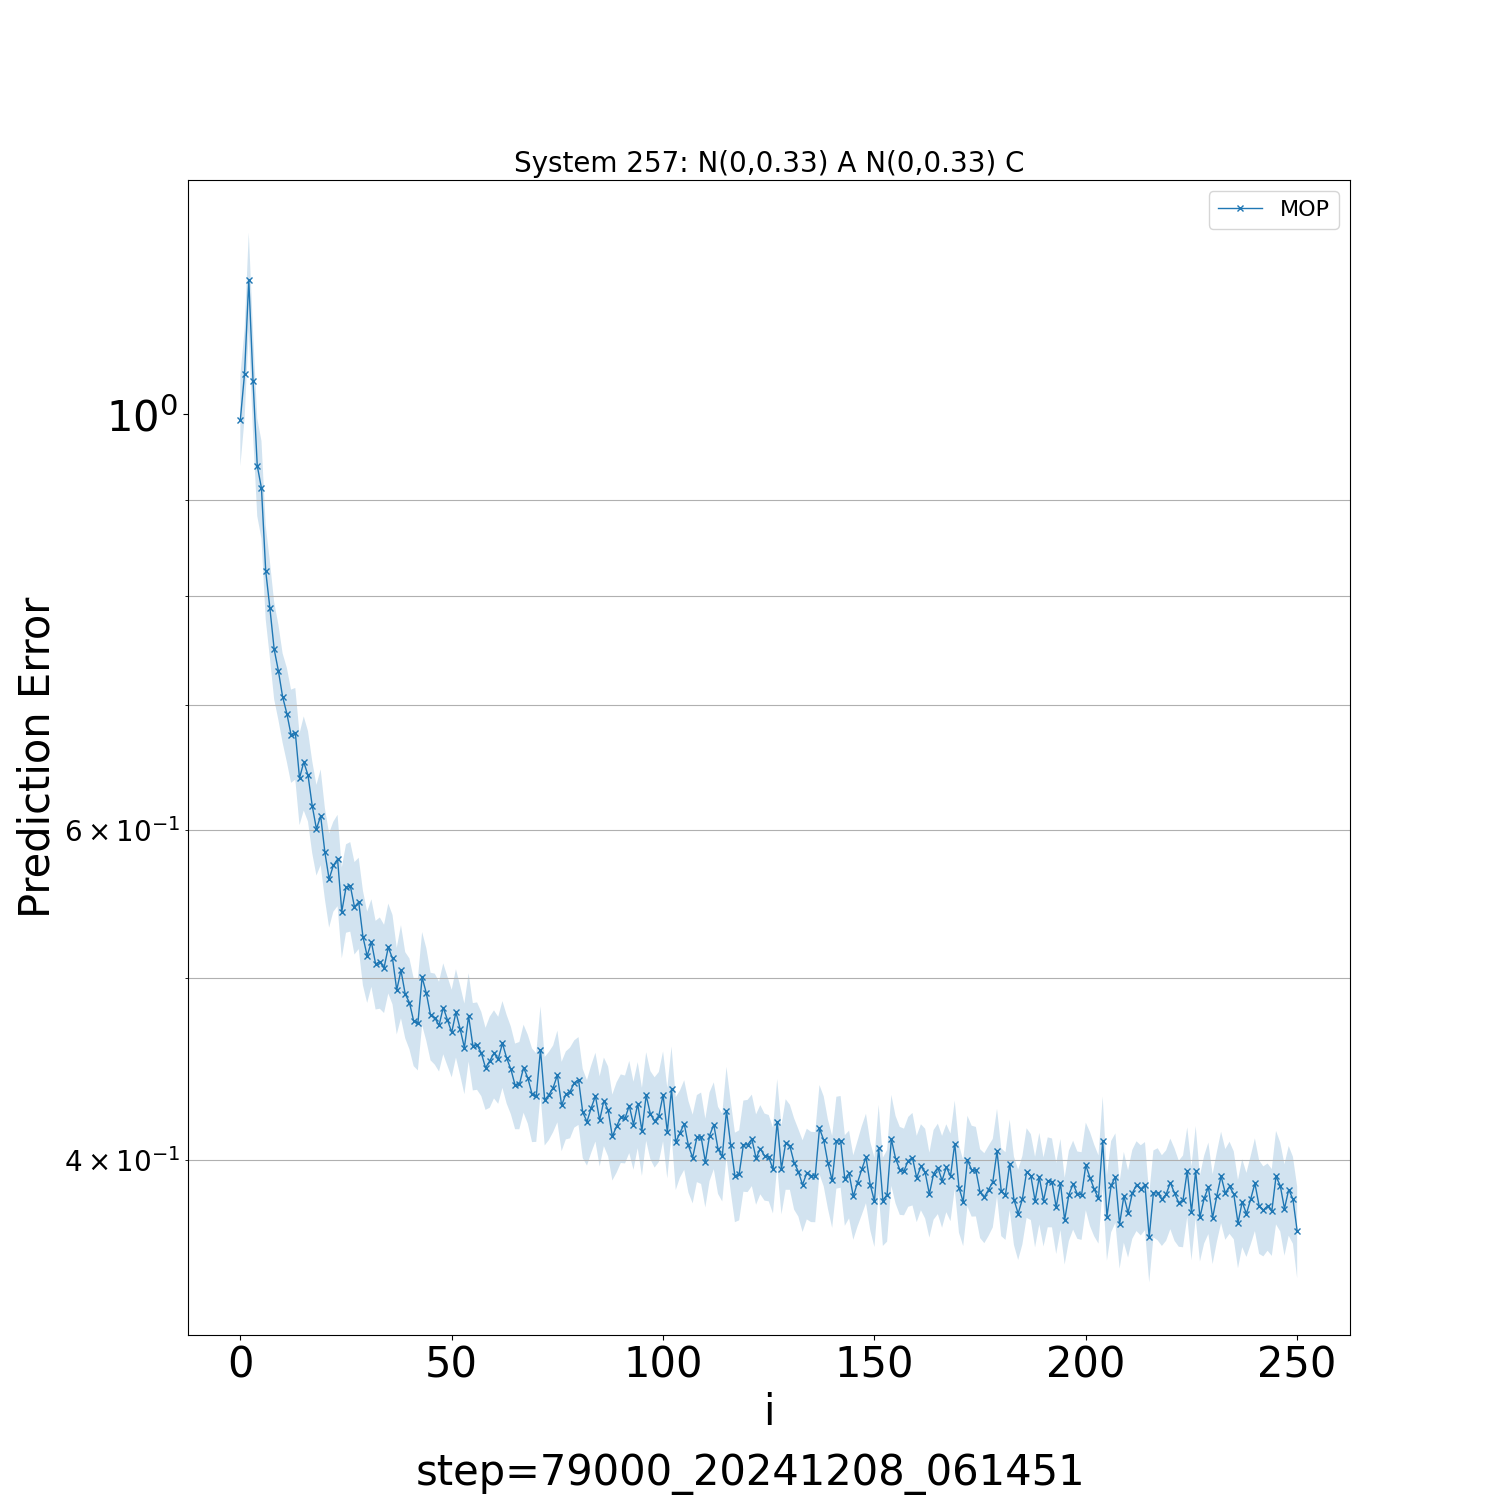 System 257: N(0,0.33) A N(0,0.33) C
MOP
Prediction Error
10⁰
6 × 10⁻¹
4 × 10⁻¹
0 50 100 150 200 250
i
step=79000_20241208_061451